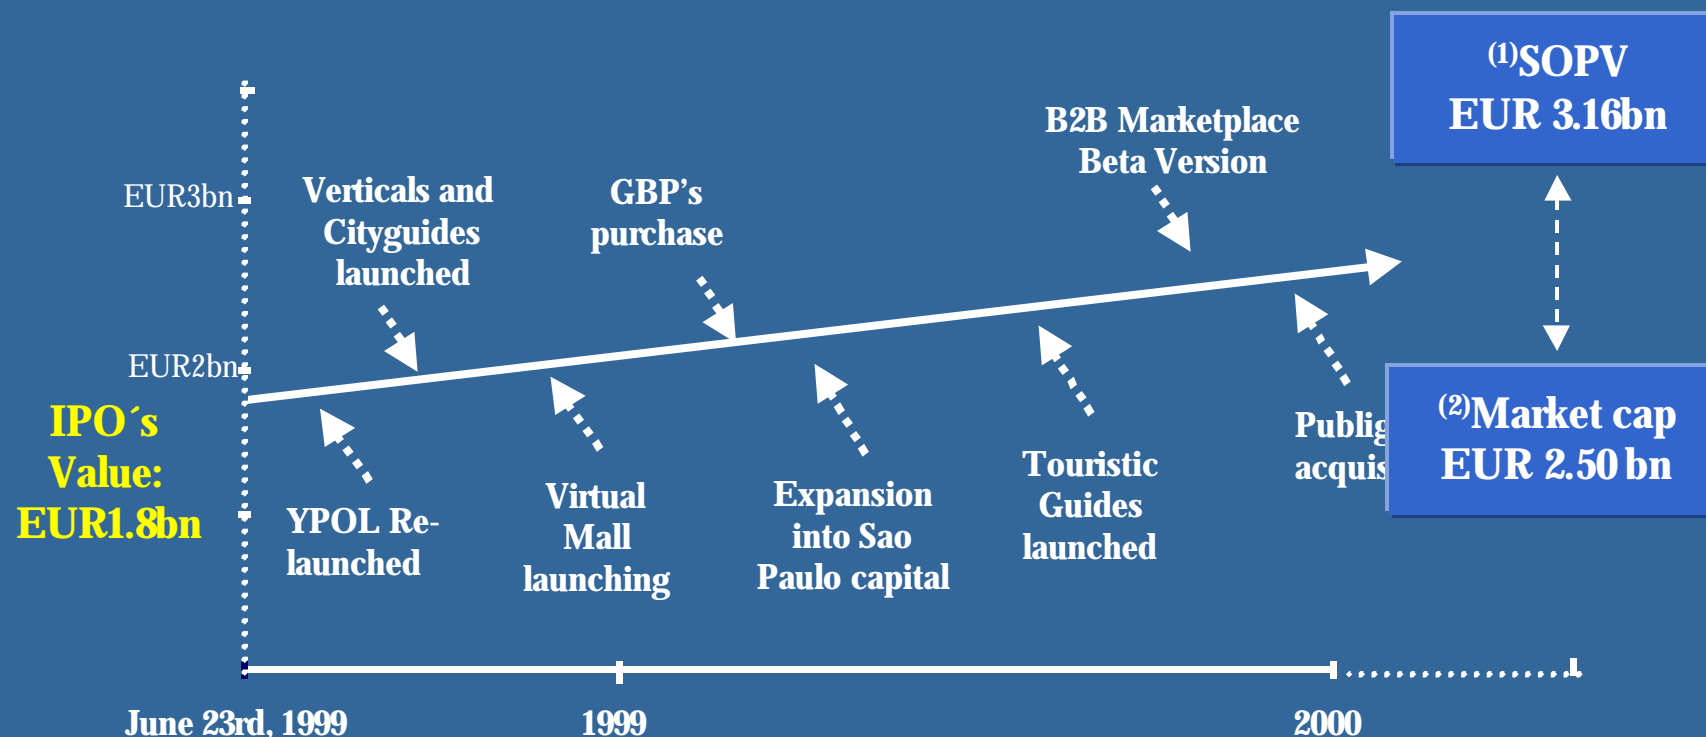 (1)SOPV
EUR 3.16bn
B2B Marketplace
Beta Version
EUR3bn
Verticals and
Cityguides
launched
GBP's
purchase
EUR2bn
IPO´s
Value:
EUR1.8bn
(2)Market cap
EUR 2.50 bn
YPOL Re-
launched
Virtual
Mall
launching
Expansion
into Sao
Paulo capital
Touristic
Guides
launched
Publig
acquis
June 23rd, 1999
1999
2000